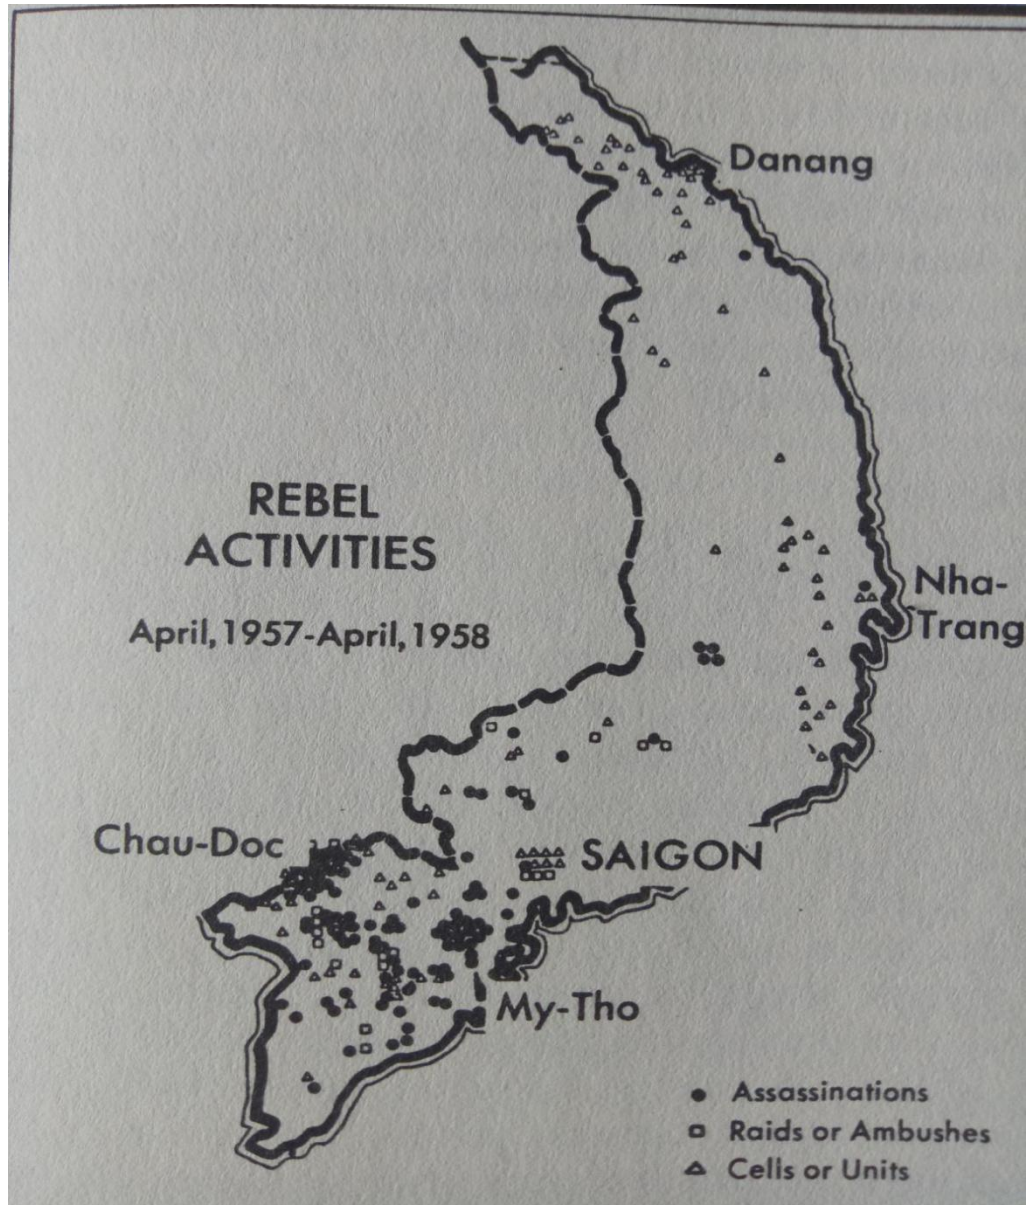 Danang
REBEL
ACTIVITIES
April, 1957-April, 1958
Nha-
Trang
Chau-Doc
SAIGON
My-Tho
Assassinations
Raids or Ambushes
Cells or Units